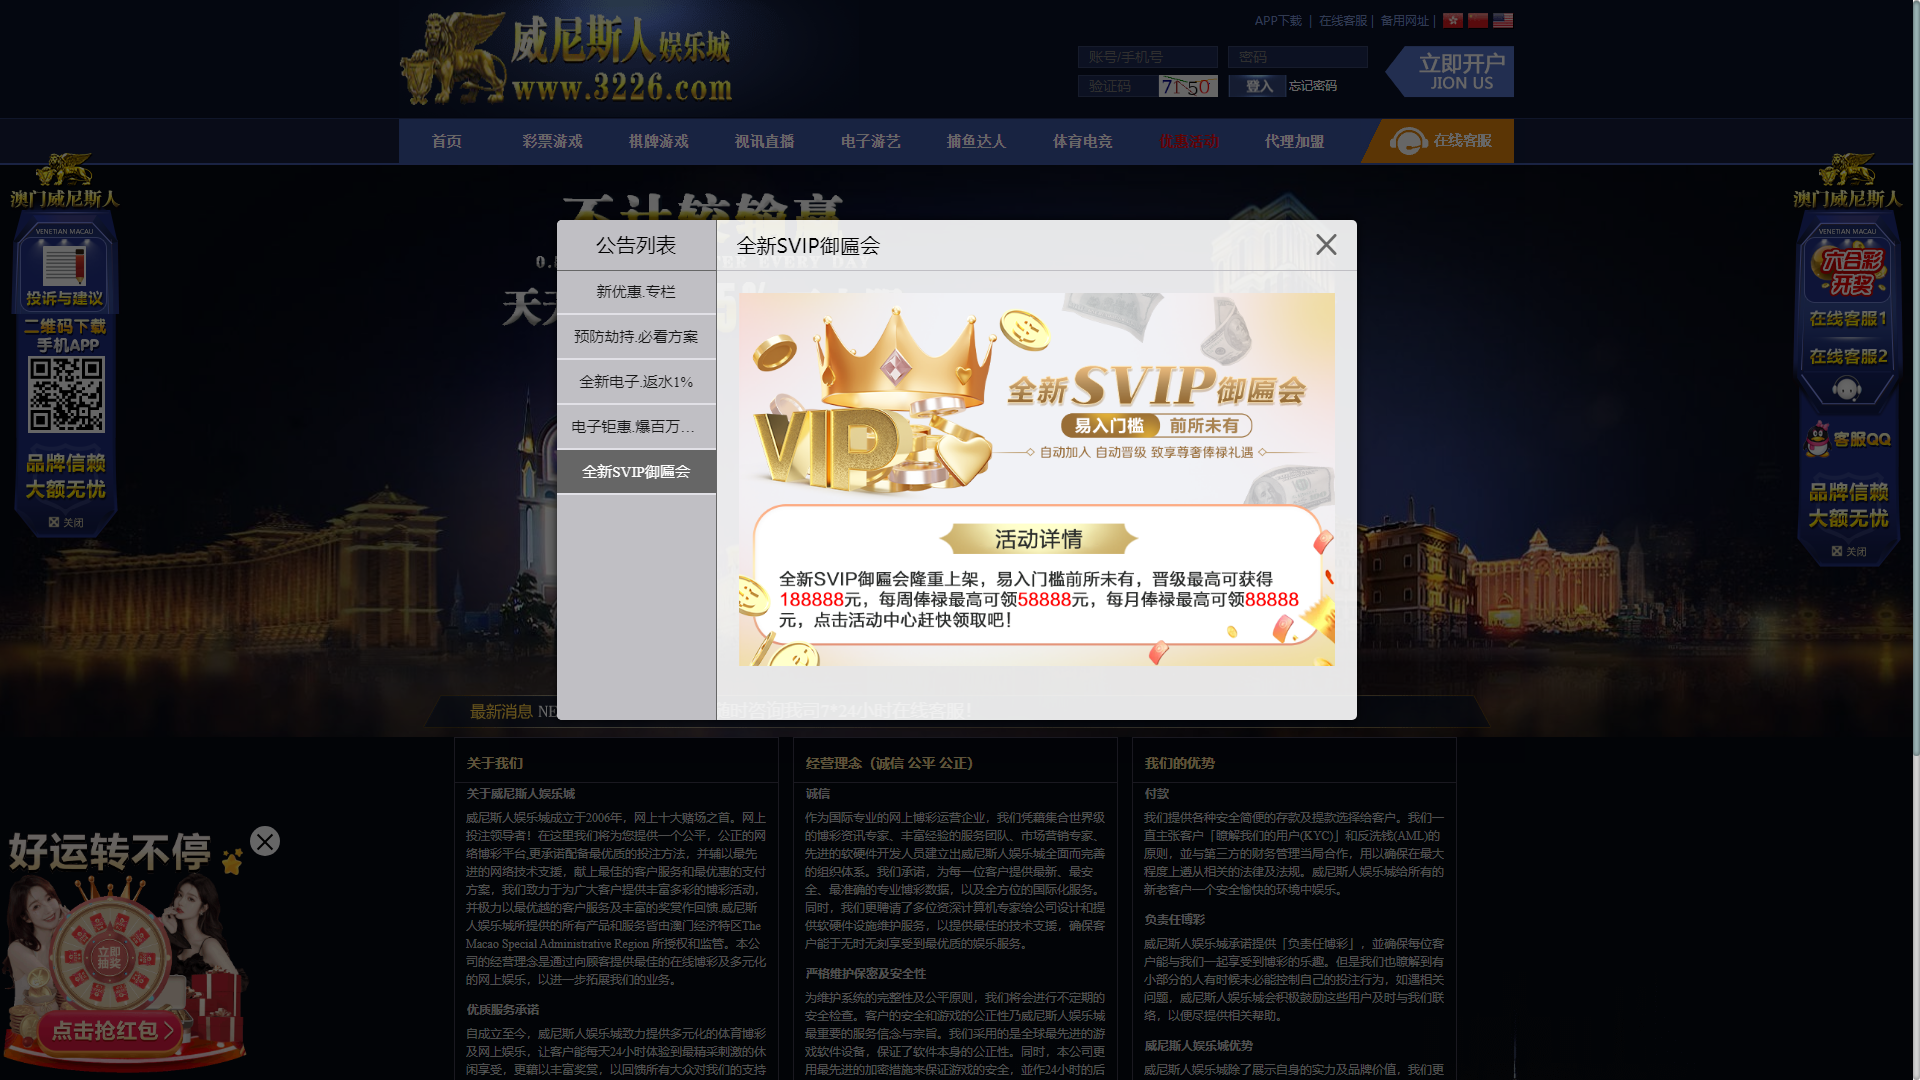 威尼斯人娱乐城
www.3226.com
APP下载 | 在线客服 | 备用网址 |
账号/手机号
密码
验证码
7150
登入
忘记密码
立即开户
JION US
首页
彩票游戏
棋牌游戏
视讯直播
电子游艺
捕鱼达人
体育电竞
优惠活动
代理加盟
在线客服
澳门威尼斯人
VENETIAN MACAU
投诉与建议
二维码下载
手机APP
品牌信赖
大额无忧
关闭
澳门威尼斯人
VENETIAN MACAU
六合彩
开奖
在线客服1
在线客服2
客服QQ
品牌信赖
大额无忧
关闭
公告列表
新优惠.专栏
预防劫持.必看方案
全新电子.返水1%
电子钜惠.爆百万…
全新SVIP御匾会
全新SVIP御匾会
VIP
全新SVIP御匾会
易入门槛 前所未有
自动加入 自动晋级 致享尊奢俸禄礼遇
活动详情
全新SVIP御匾会隆重上架，易入门槛前所未有，晋级最高可获得
188888元，每周俸禄最高可领58888元，每月俸禄最高可领88888
元，点击活动中心赶快领取吧！
最新消息 NE
随时咨询我司7*24小时在线客服！
关于我们
关于威尼斯人娱乐城
威尼斯人娱乐城成立于2006年，网上十大赌场之首。网上
投注领导者！在这里我们将为您提供一个公平，公正的网
络博彩平台,更承诺配备最优质的投注方法，并辅以最先
进的网络技术支援，献上最佳的客户服务和最优惠的支付
方案，我们致力于为广大客户提供丰富多彩的博彩活动，
并极力以最优越的客户服务及丰富的奖赏作回馈.威尼斯
人娱乐城所提供的所有产品和服务皆由澳门经济特区The
Macao Special Administrative Region 所授权和监管。本公
司的经营理念是通过向顾客提供最佳的在线博彩及多元化
的网上娱乐，以进一步拓展我们的业务。
优质服务承诺
自成立至今，威尼斯人娱乐城致力提供多元化的体育博彩
及网上娱乐，让客户能每天24小时体验到最精采刺激的休
闲享受，更藉以丰富奖赏，以回馈所有大众对我们的支持
经营理念（诚信 公平 公正）
诚信
作为国际专业的网上博彩运营企业，我们凭藉集合世界级
的博彩资讯专家、丰富经验的服务团队、市场营销专家、
先进的软硬件开发人员建立出威尼斯人娱乐城全面而完善
的组织体系。我们承诺，为每一位客户提供最新、最安
全、最准确的专业博彩数据，以及全方位的国际化服务。
同时，我们更聘请了多位资深计算机专家给公司设计和提
供软硬件设施维护服务，以提供最佳的技术支援，确保客
户能于无时无刻享受到最优质的娱乐服务。
严格维护保密及安全性
为维护系统的完整性及公平原则，我们将会进行不定期的
安全检查。客户的安全和游戏的公正性乃威尼斯人娱乐城
最重要的服务信念与宗旨。我们采用的是全球最先进的游
戏软件设备，保证了软件本身的公正性。同时，本公司更
用最先进的加密措施来保证游戏的安全，並作24小时的后
我们的优势
付款
我们提供各种安全简便的存款及提款选择给客户。我们一
直主张客户「瞭解我们的用户(KYC)」和反洗钱(AML)的
原则，並与第三方的财务管理当局合作，用以确保在最大
程度上遵从相关的法律及法规。威尼斯人娱乐城给所有的
新老客户一个安全愉快的环境中娱乐。
负责任博彩
威尼斯人娱乐城承诺提供「负责任博彩」，並确保每位客
户能与我们一起享受到博彩的乐趣。但是我们也瞭解到有
小部分的人有时候未必能控制自己的投注行为，如遇相关
问题，威尼斯人娱乐城会积极鼓励这些用户及时与我们联
络，以便尽提供相关帮助。
威尼斯人娱乐城优势
威尼斯人娱乐城除了展示自身的实力及品牌价值，我们更
好运转不停
立即
抽奖
点击抢红包